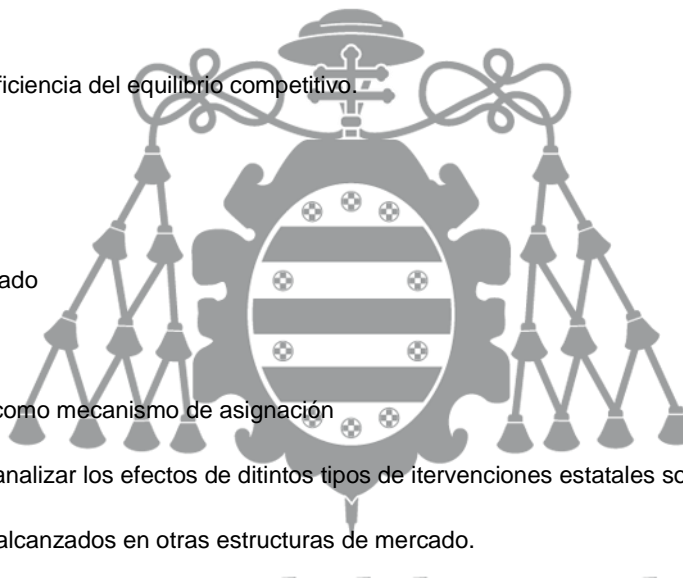 ficiencia del equilibrio competitivo.
ado
como mecanismo de asignación
analizar los efectos de ditintos tipos de itervenciones estatales so
alcanzados en otras estructuras de mercado.